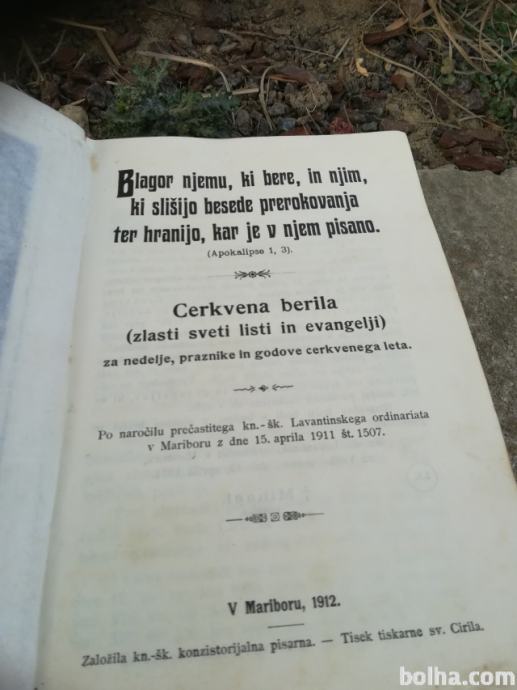 Blagor njemu, ki bere, in njim,
ki slišijo besede prerokovanja
ter hranijo, kar je v njem pisano.
(Apokalipse 1, 3).
Cerkvena berila
(zlasti sveti listi in evangelji)
za nedelje, praznike in godove cerkvenega leta.
Po naročilu prečastitega kn.-šk. Lavantinskega ordinariata
v Mariboru z dne 15. aprila 1911 št. 1507.
V Mariboru, 1912.
Založila kn.-šk. konzistorijalna pisarna. — Tisek tiskarne sv. Cirila.
bolha.com